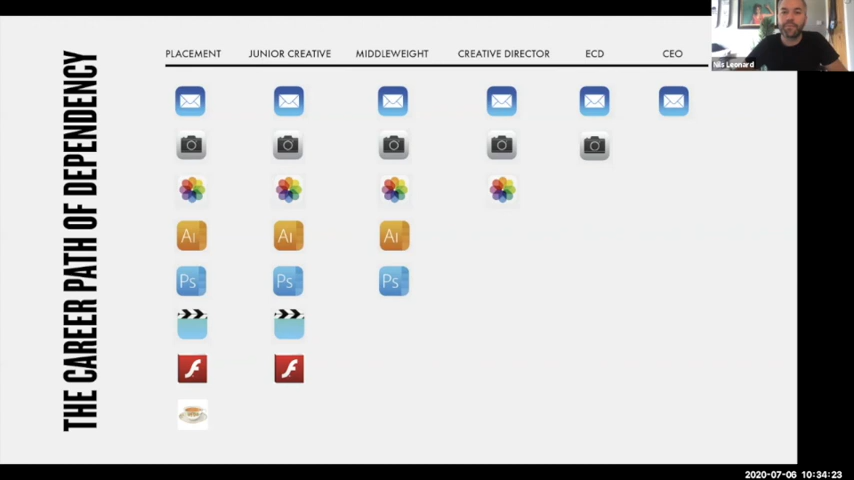 THE CAREER PATH OF DEPENDENCY
PLACEMENT JUNIOR CREATIVE MIDDLEWEIGHT CREATIVE DIRECTOR ECD CEO
Ai Ai Ai
Ps Ps Ps
Nils Leonard
2020-07-06 10:34:23